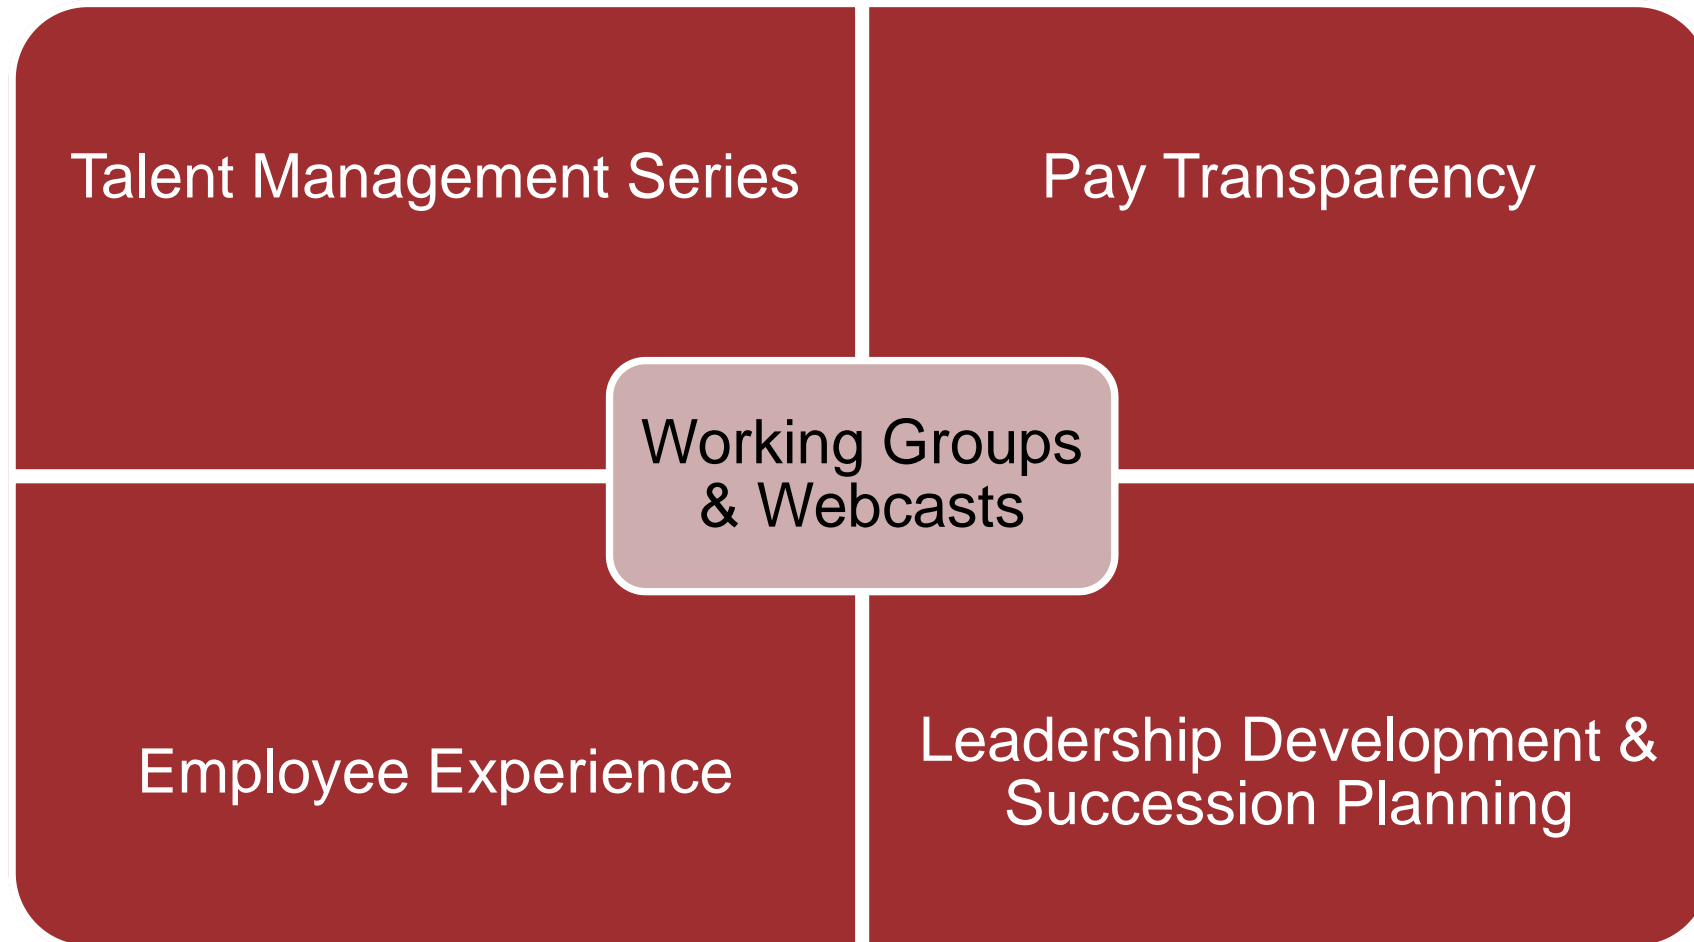 Talent Management Series
Pay Transparency
Working Groups
& Webcasts
Employee Experience
Leadership Development &
Succession Planning